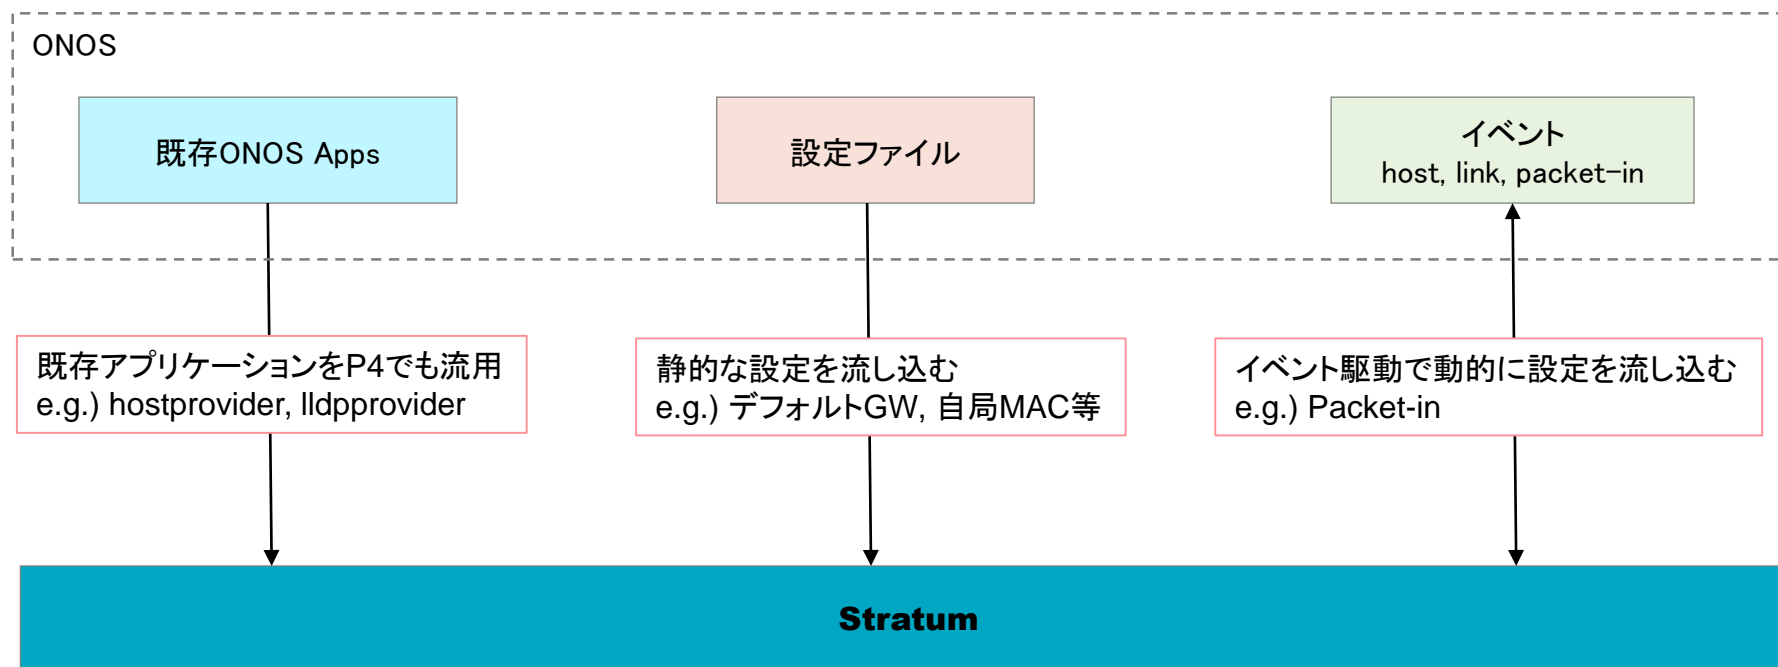 ONOS
既存ONOS Apps
設定ファイル
イベント
host, link, packet-in
既存アプリケーションをP4でも流用
e.g.) hostprovider, lldpprovider
静的な設定を流し込む
e.g.) デフォルトGW, 自局MAC等
イベント駆動で動的に設定を流し込む
e.g.) Packet-in
Stratum